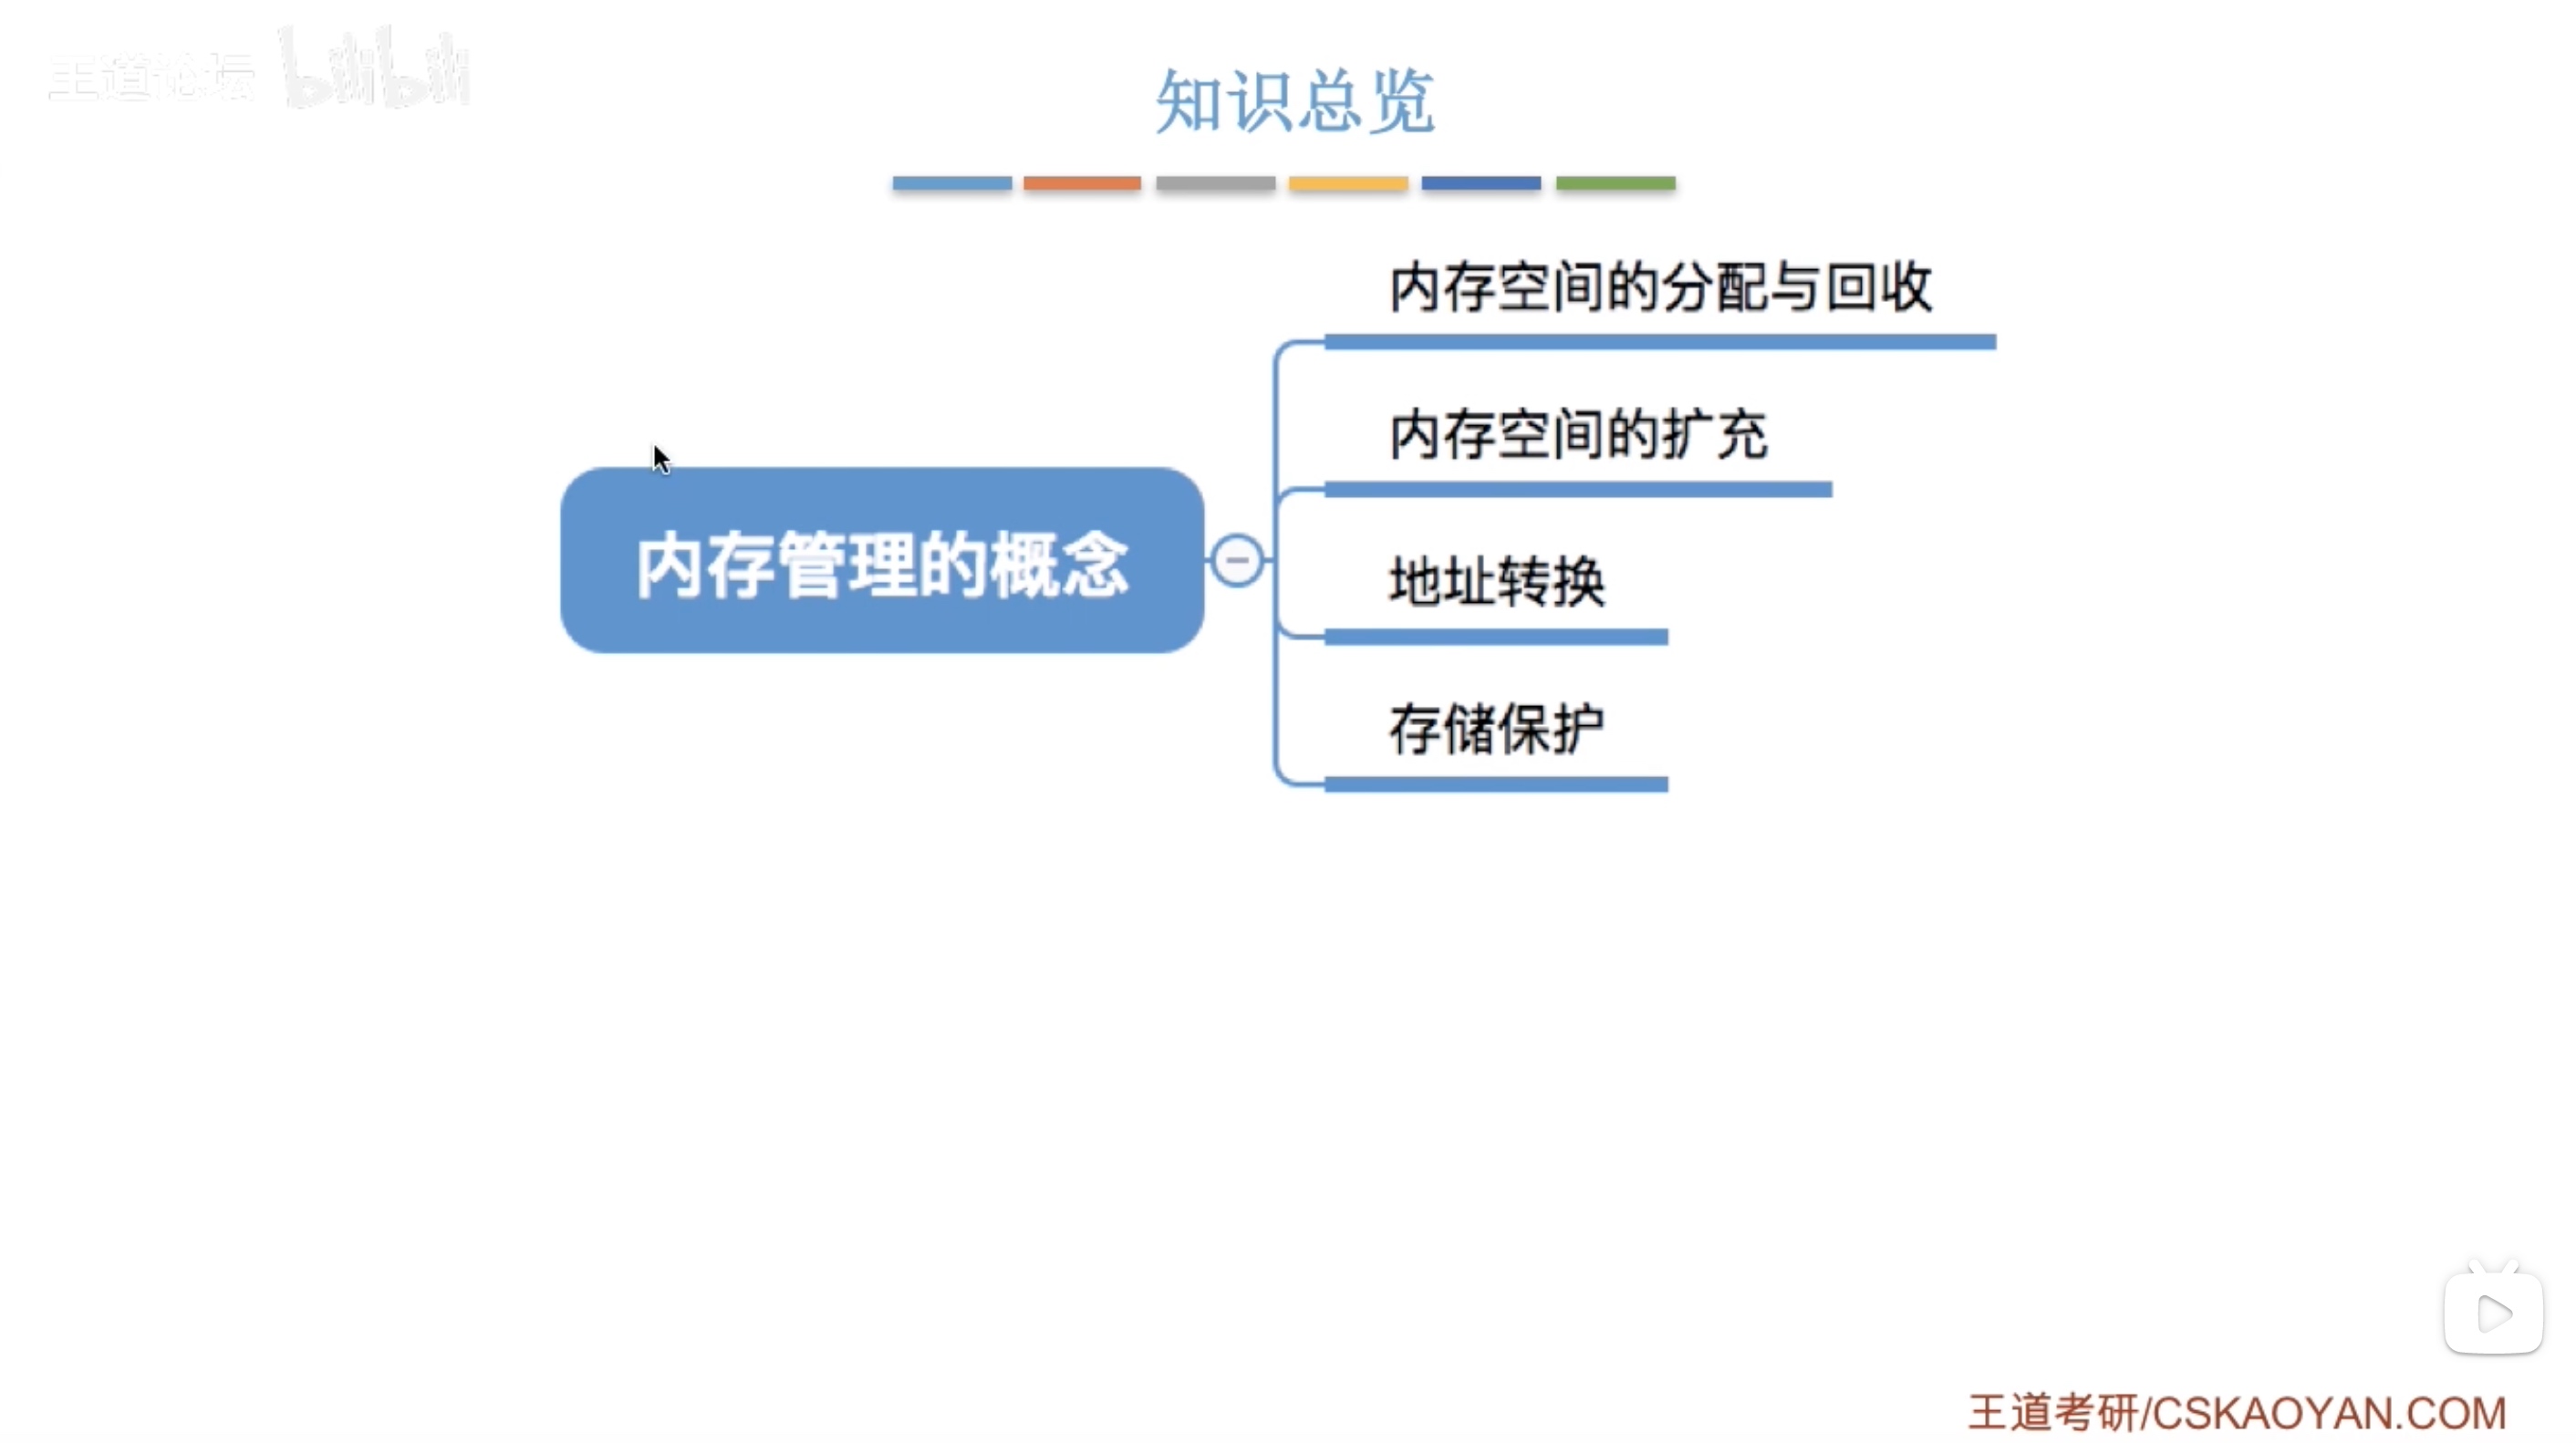 王道论坛 bilibili
知识总览
内存空间的分配与回收
内存空间的扩充
内存管理的概念
地址转换
存储保护
王道考研/CSKAOYAN.COM